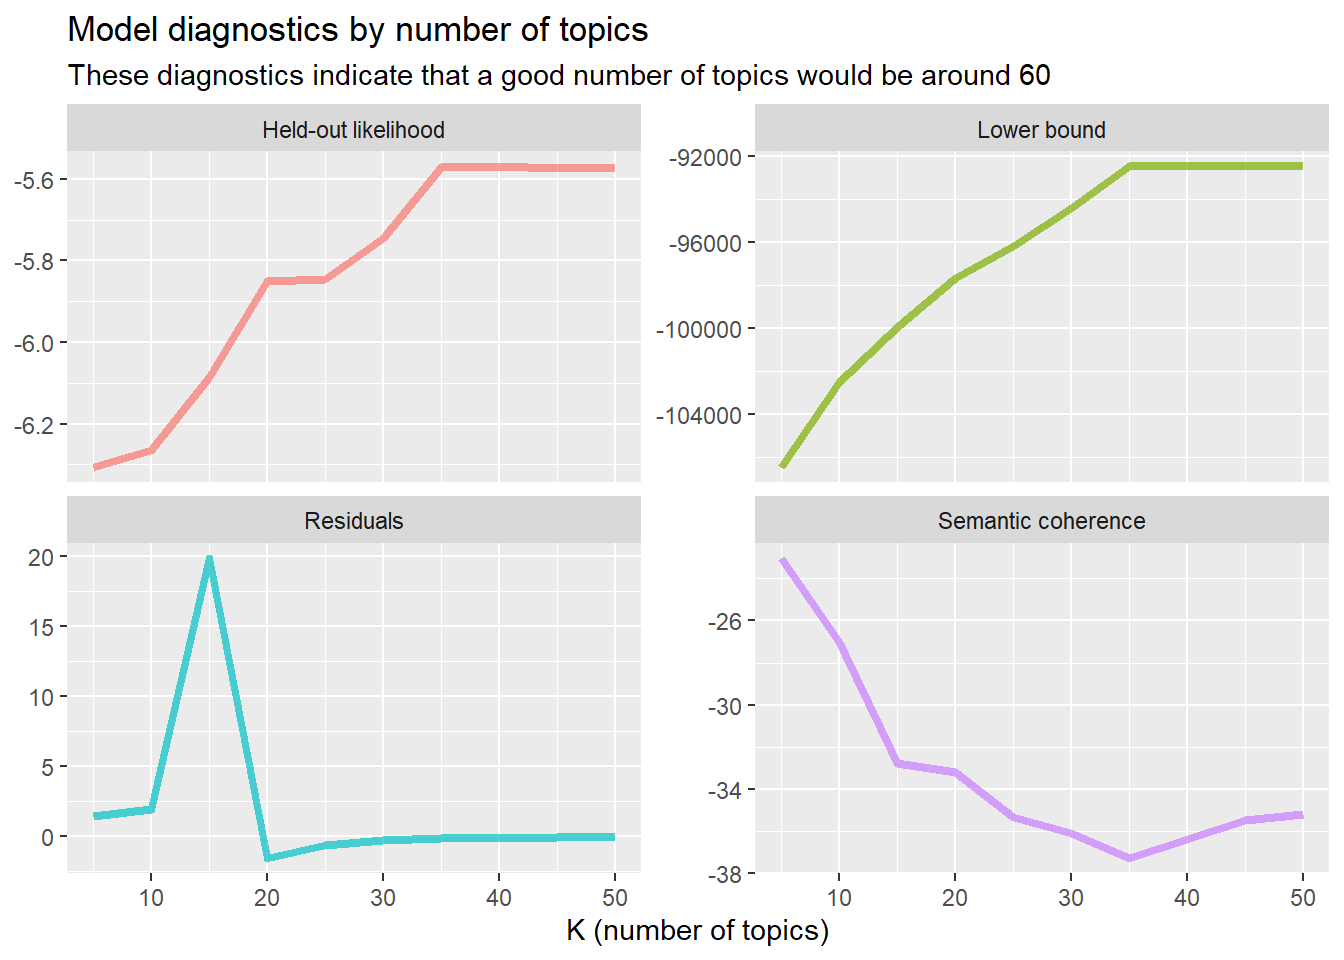 Model diagnostics by number of topics
These diagnostics indicate that a good number of topics would be around 60
Held-out likelihood
-5.6
-5.8
-6.0
-6.2
Lower bound
-92000
-96000
-100000
-104000
Residuals
20
15
10
5
0
10 20 30 40 50
Semantic coherence
-26
-30
-34
-38
10 20 30 40 50
K (number of topics)